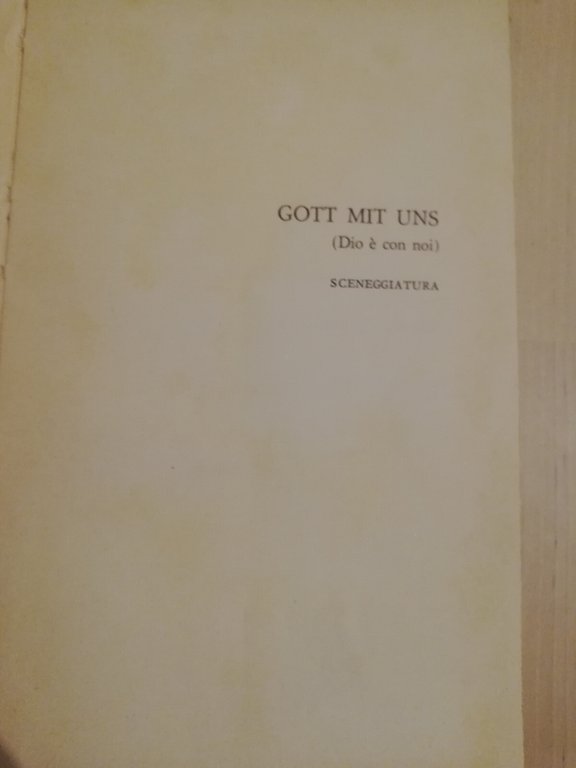 GOTT MIT UNS
(Dio è con noi)
SCENEGGIATURA